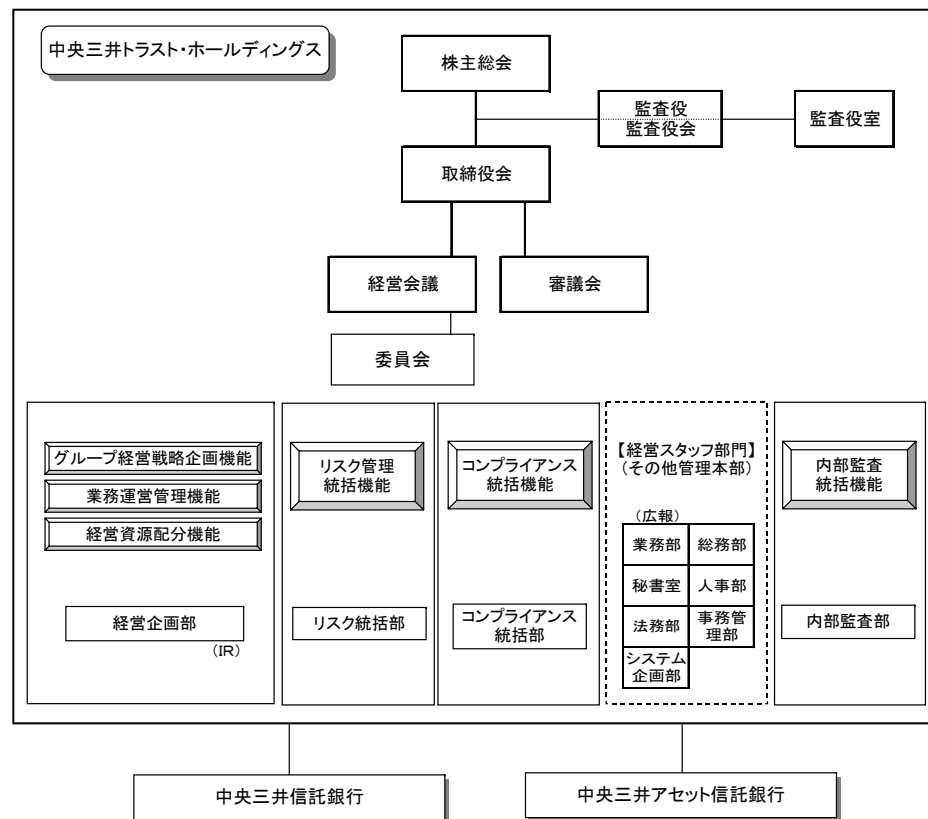 中央三井トラスト・ホールディングス
株主総会
監査役
監査役会
監査役室
取締役会
経営会議
審議会
委員会
グループ経営戦略企画機能
業務運営管理機能
経営資源配分機能
経営企画部
(IR)
リスク管理
統括機能
リスク統括部
コンプライアンス
統括機能
コンプライアンス
統括部
【経営スタッフ部門】
(その他管理本部)
(広報)
業務部
総務部
秘書室
人事部
法務部
事務管
理部
システム
企画部
内部監査
統括機能
内部監査部
中央三井信託銀行
中央三井アセット信託銀行